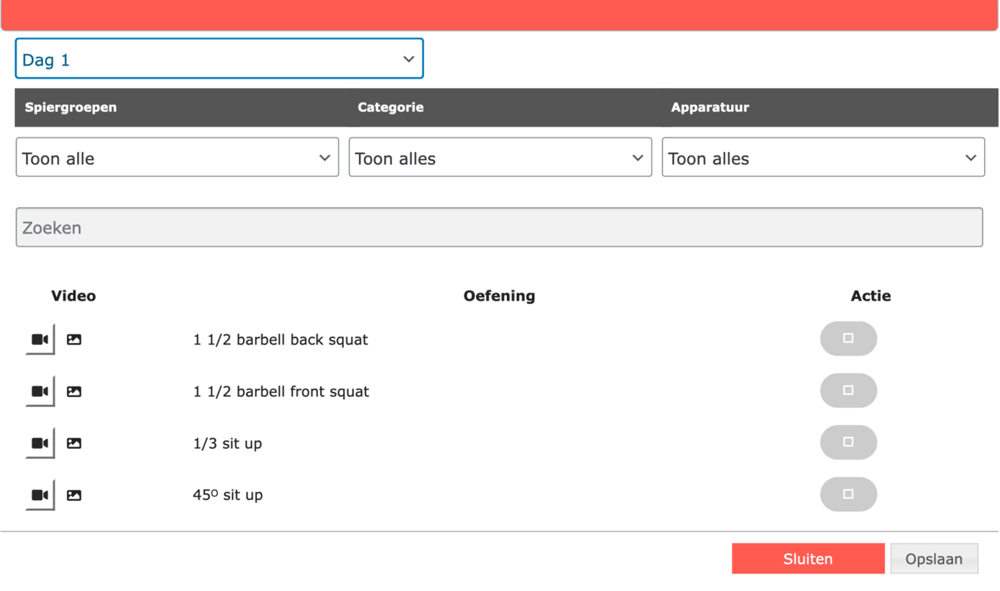 Dag 1
Spiergroepen Categorie Apparatuur
Toon alle Toon alles Toon alles
Zoeken
Video Oefening Actie
1 1/2 barbell back squat
1 1/2 barbell front squat
1/3 sit up
45º sit up
Sluiten Opslaan